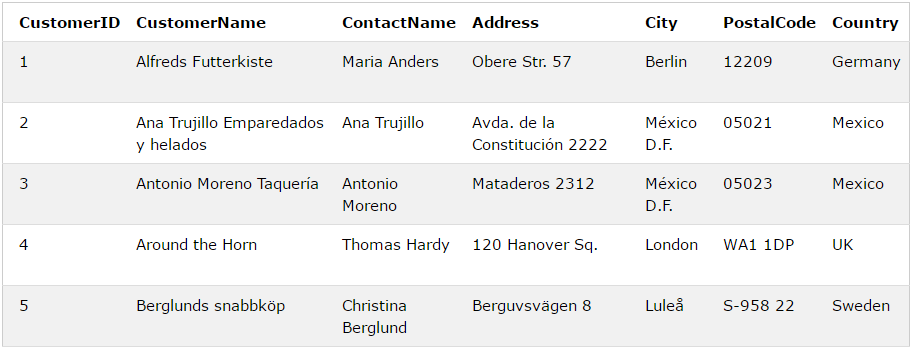 CustomerID CustomerName ContactName Address City PostalCode Country
1 Alfreds Futterkiste Maria Anders Obere Str. 57 Berlin 12209 Germany
2 Ana Trujillo Emparedados Ana Trujillo Avda. de la México 05021 Mexico
y helados Constitución 2222 D.F.
3 Antonio Moreno Taquería Antonio Mataderos 2312 México 05023 Mexico
Moreno D.F.
4 Around the Horn Thomas Hardy 120 Hanover Sq. London WA1 1DP UK
5 Berglunds snabbköp Christina Berguvsvägen 8 Luleå S-958 22 Sweden
Berglund